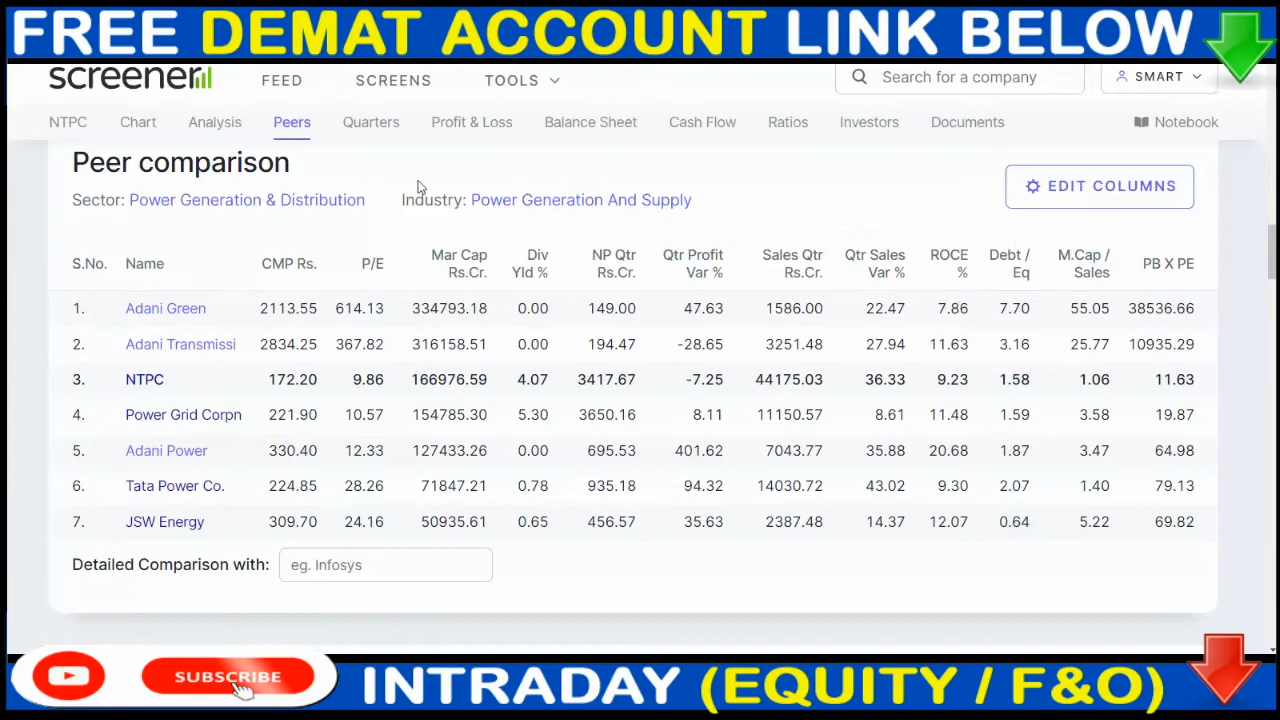 FREE DEMAT ACCOUNT LINK BELOW
screener FEED SCREENS TOOLS Search for a company SMART
NTPC Chart Analysis Peers Quarters Profit & Loss Balance Sheet Cash Flow Ratios Investors Documents Notebook
Peer comparison
EDIT COLUMNS
Sector: Power Generation & Distribution Industry: Power Generation And Supply
S.No. Name CMP Rs. P/E Mar Cap Rs.Cr. Div Yld % NP Qtr Rs.Cr. Qtr Profit Var % Sales Qtr Rs.Cr. Qtr Sales Var % ROCE % Debt / Eq M.Cap / Sales PB X PE
1. Adani Green 2113.55 614.13 334793.18 0.00 149.00 47.63 1586.00 22.47 7.86 7.70 55.05 38536.66
2. Adani Transmissi 2834.25 367.82 316158.51 0.00 194.47 -28.65 3251.48 27.94 11.63 3.16 25.77 10935.29
3. NTPC 172.20 9.86 166976.59 4.07 3417.67 -7.25 44175.03 36.33 9.23 1.58 1.06 11.63
4. Power Grid Corpn 221.90 10.57 154785.30 5.30 3650.16 8.11 11150.57 8.61 11.48 1.59 3.58 19.87
5. Adani Power 330.40 12.33 127433.26 0.00 695.53 401.62 7043.77 35.88 20.68 1.87 3.47 64.98
6. Tata Power Co. 224.85 28.26 71847.21 0.78 935.18 94.32 14030.72 43.02 9.30 2.07 1.40 79.13
7. JSW Energy 309.70 24.16 50935.61 0.65 456.57 35.63 2387.48 14.37 12.07 0.64 5.22 69.82
Detailed Comparison with: eg. Infosys
SUBSCRIBE INTRADAY (EQUITY / F&O)